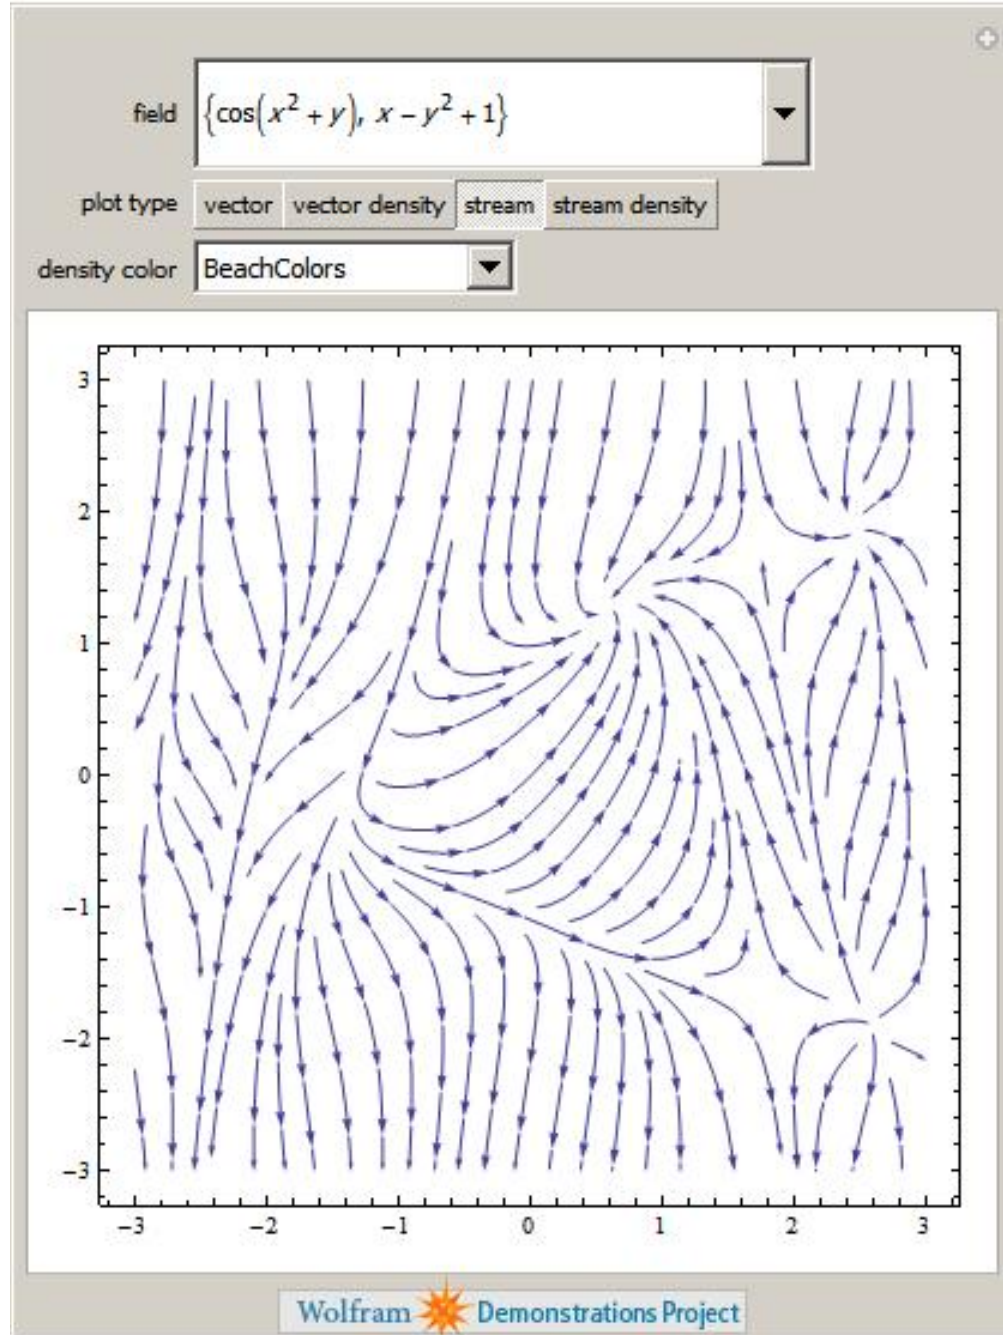 field {cos(x² + y), x − y² + 1}
plot type vector vector density stream stream density
density color BeachColors
3
2
1
0
−1
−2
−3
−3 −2 −1 0 1 2 3
Wolfram Demonstrations Project